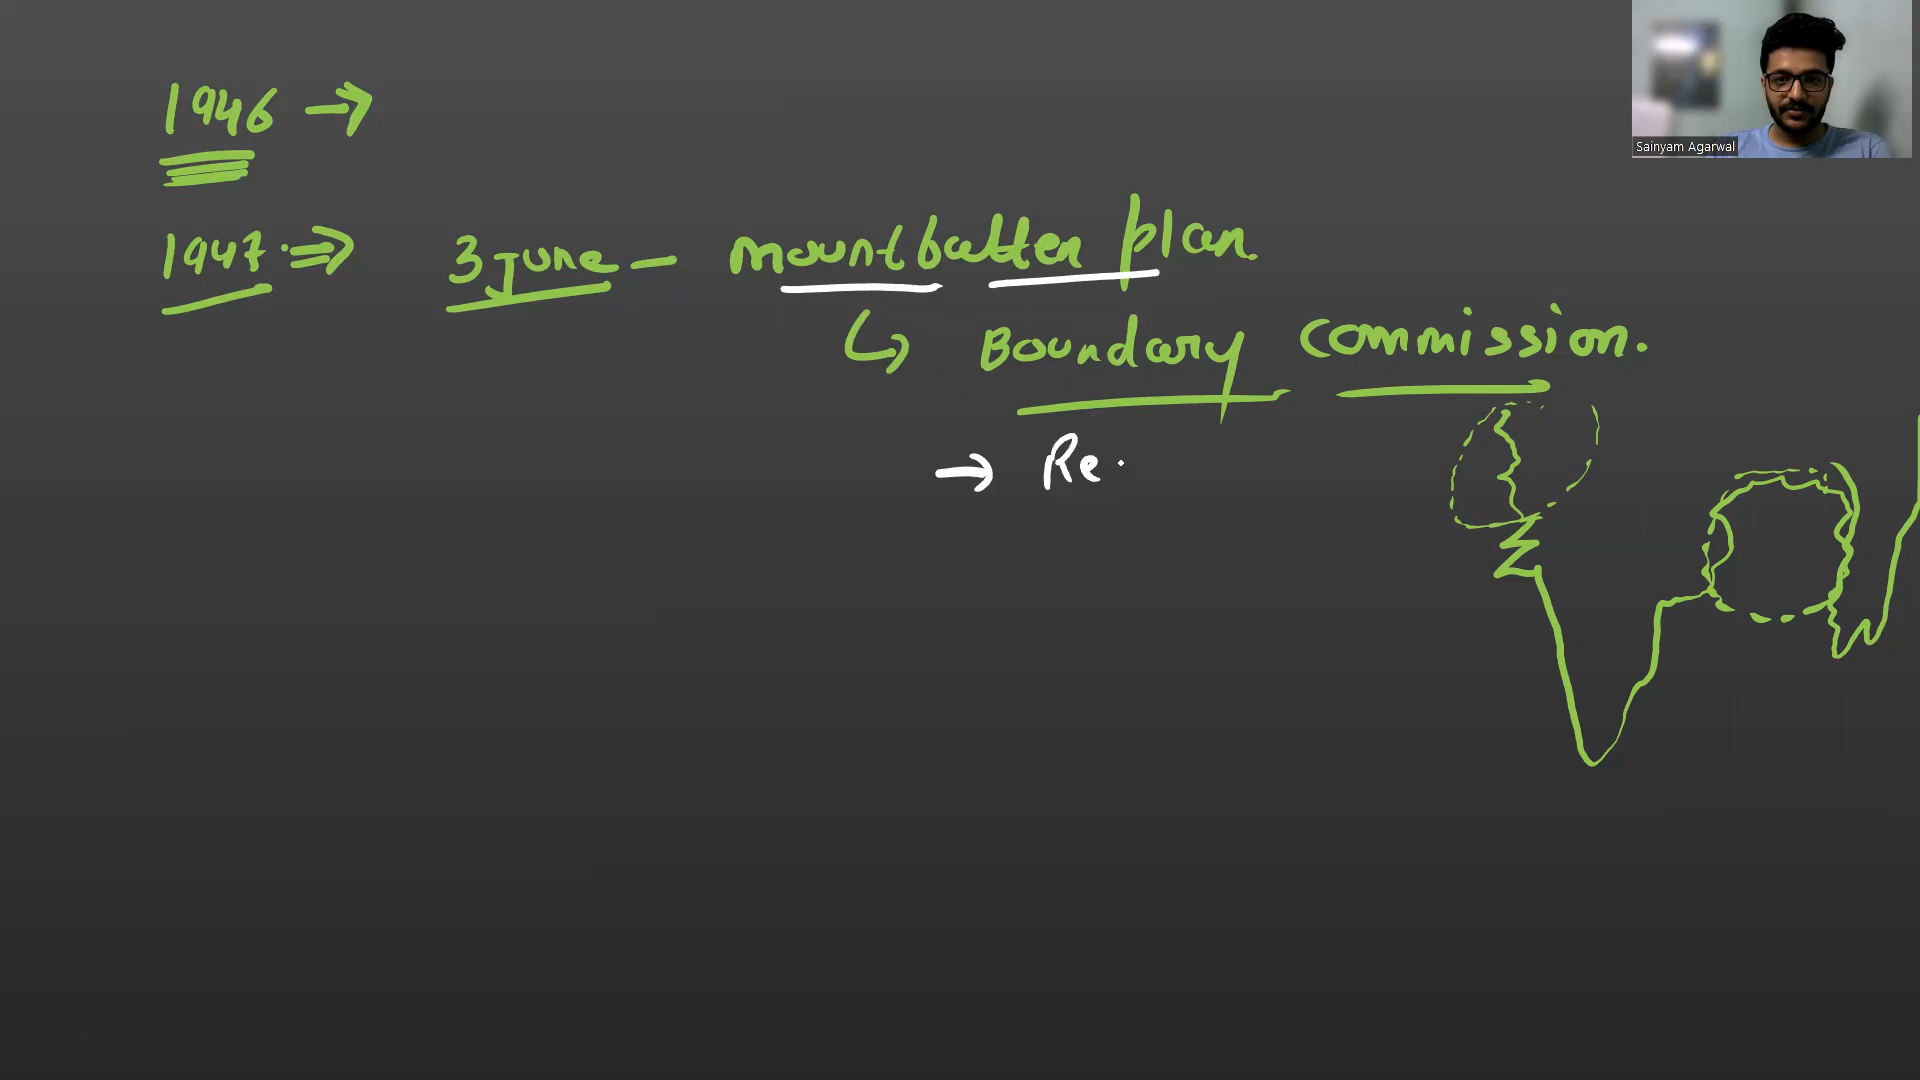 1946 →
Sainyam Agarwal
1947 ⇒ 3 June - mountbatten plan.
↳ Boundary commission.
→ Re